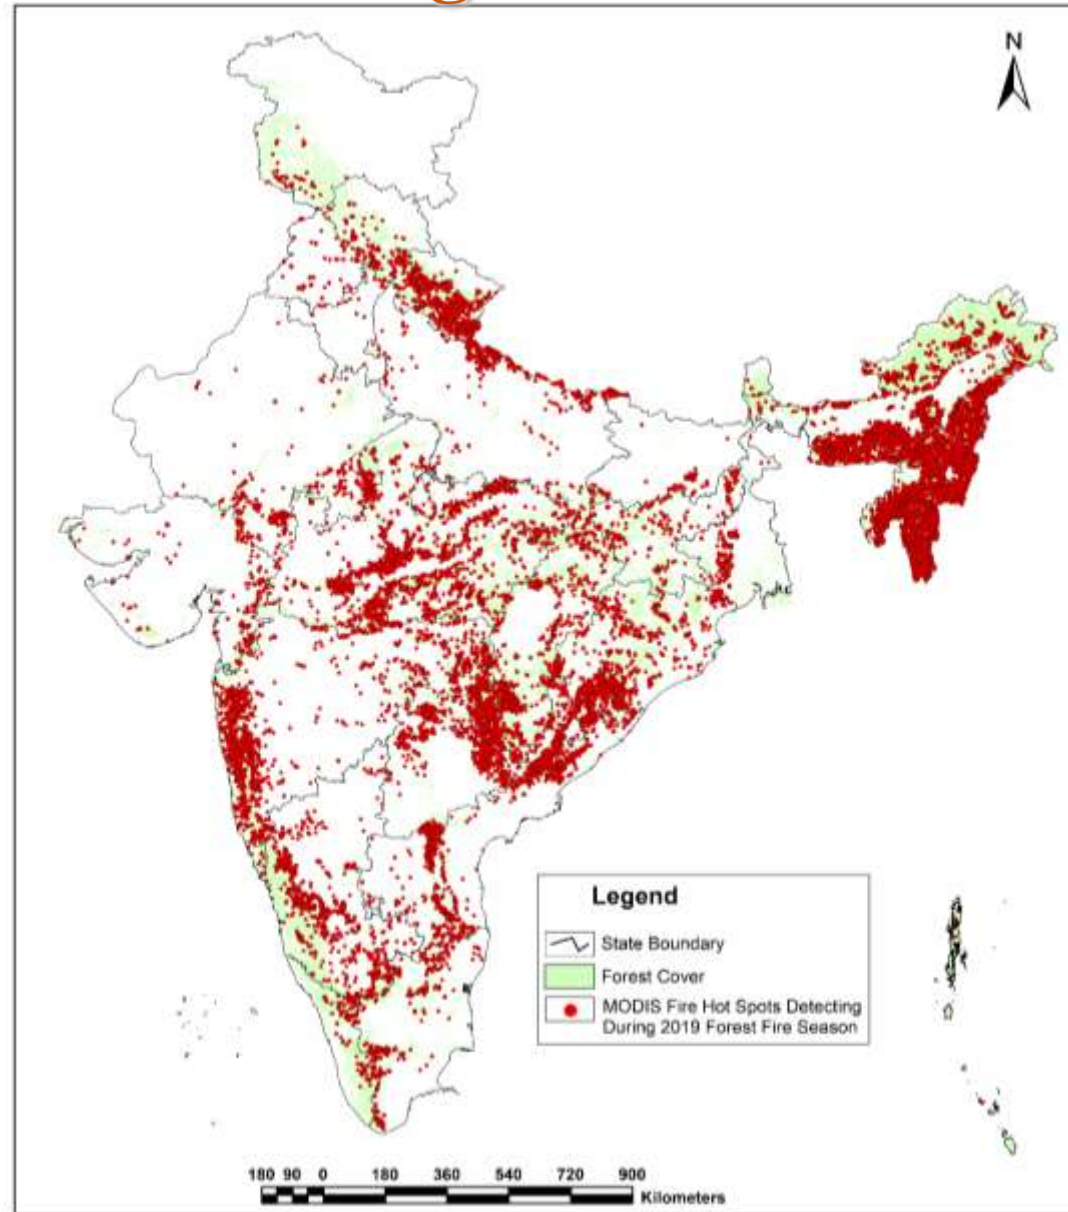 N
Legend
State Boundary
Forest Cover
MODIS Fire Hot Spots Detecting
During 2019 Forest Fire Season
180 90 0 180 360 540 720 900
Kilometers